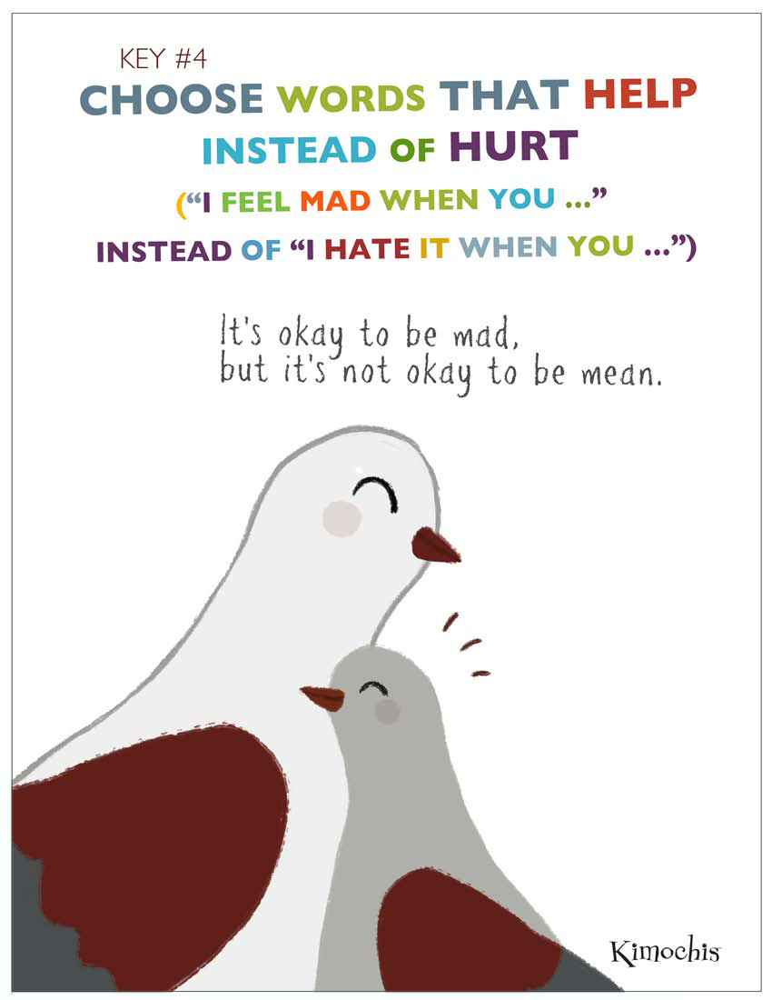 KEY #4
CHOOSE WORDS THAT HELP
INSTEAD OF HURT
(“I FEEL MAD WHEN YOU ...”
INSTEAD OF “I HATE IT WHEN YOU ...”)
It's okay to be mad,
but it's not okay to be mean.
Kimochis